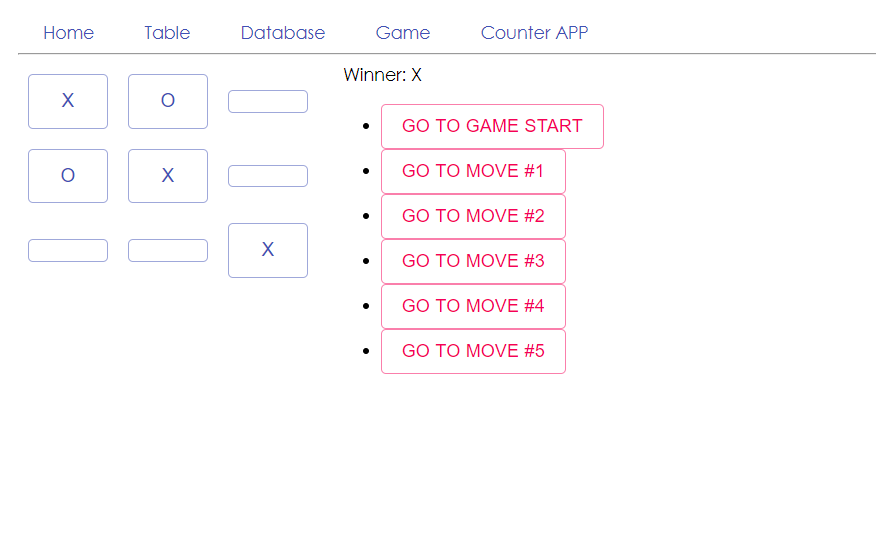 Home Table Database Game Counter APP
X O
O X
X
Winner: X
GO TO GAME START
GO TO MOVE #1
GO TO MOVE #2
GO TO MOVE #3
GO TO MOVE #4
GO TO MOVE #5